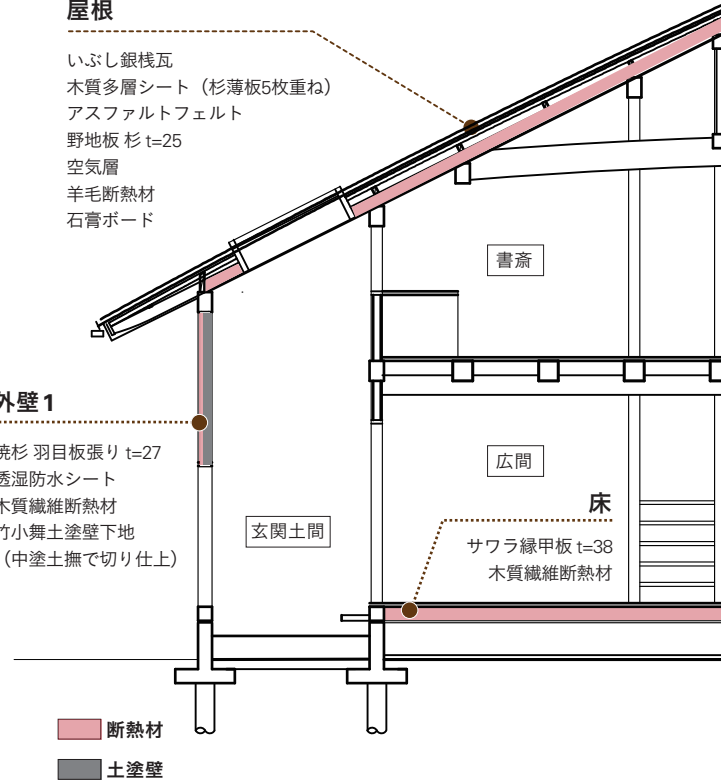 屋根
いぶし銀桟瓦
木質多層シート（杉薄板5枚重ね）
アスファルトフェルト
野地板 杉 t=25
空気層
羊毛断熱材
石膏ボード
書斎
外壁1
焼杉 羽目板張り t=27
透湿防水シート
木質繊維断熱材
竹小舞土塗壁下地
（中塗土撫で切り仕上）
広間
玄関土間
床
サワラ縁甲板 t=38
木質繊維断熱材
断熱材
土塗壁